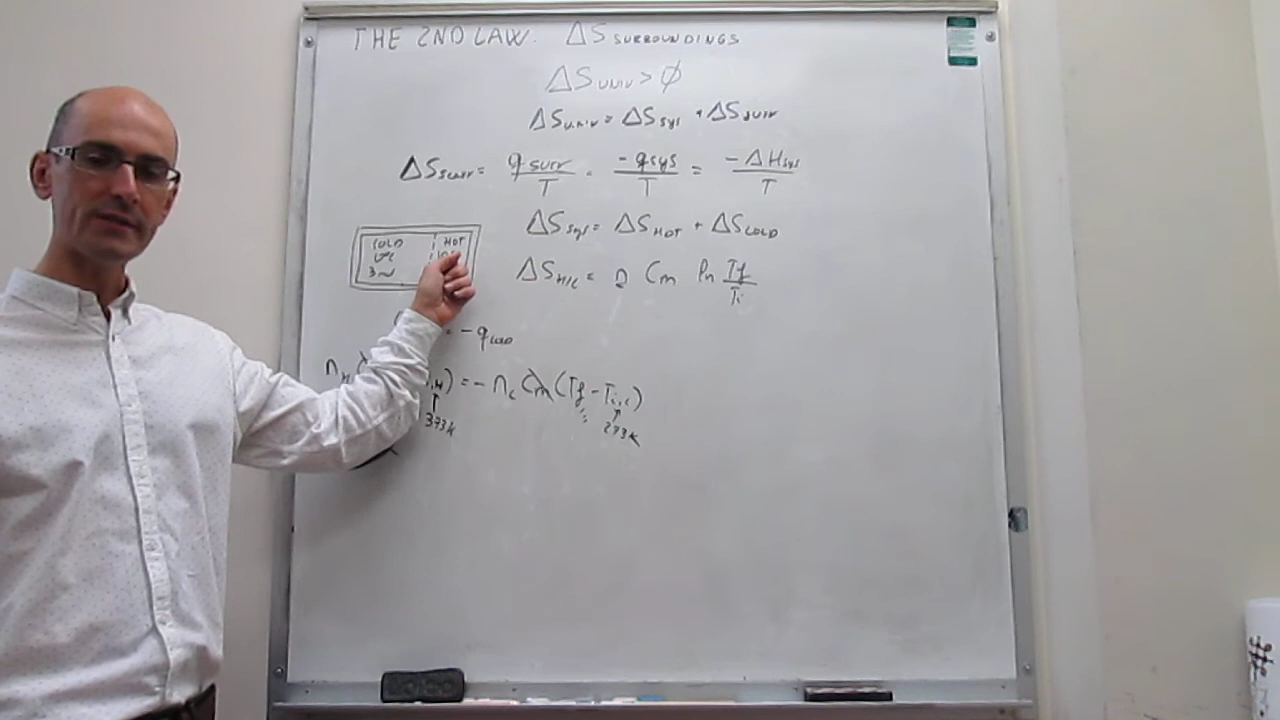 THE 2ND LAW. ΔS SURROUNDINGS
ΔS UNIV > ∅
ΔS univ = ΔS sys + ΔS surr
ΔS surr = q surr / T = -q sys / T = -ΔH sys / T
ΔS sys = ΔS HOT + ΔS COLD
COLD HOT
0°C
3
ΔS H/C = n Cm ln Tf / Ti
= -q COLD
n H ( i,H) = - n c Cm (Tf - Ti,c)
373K 273K